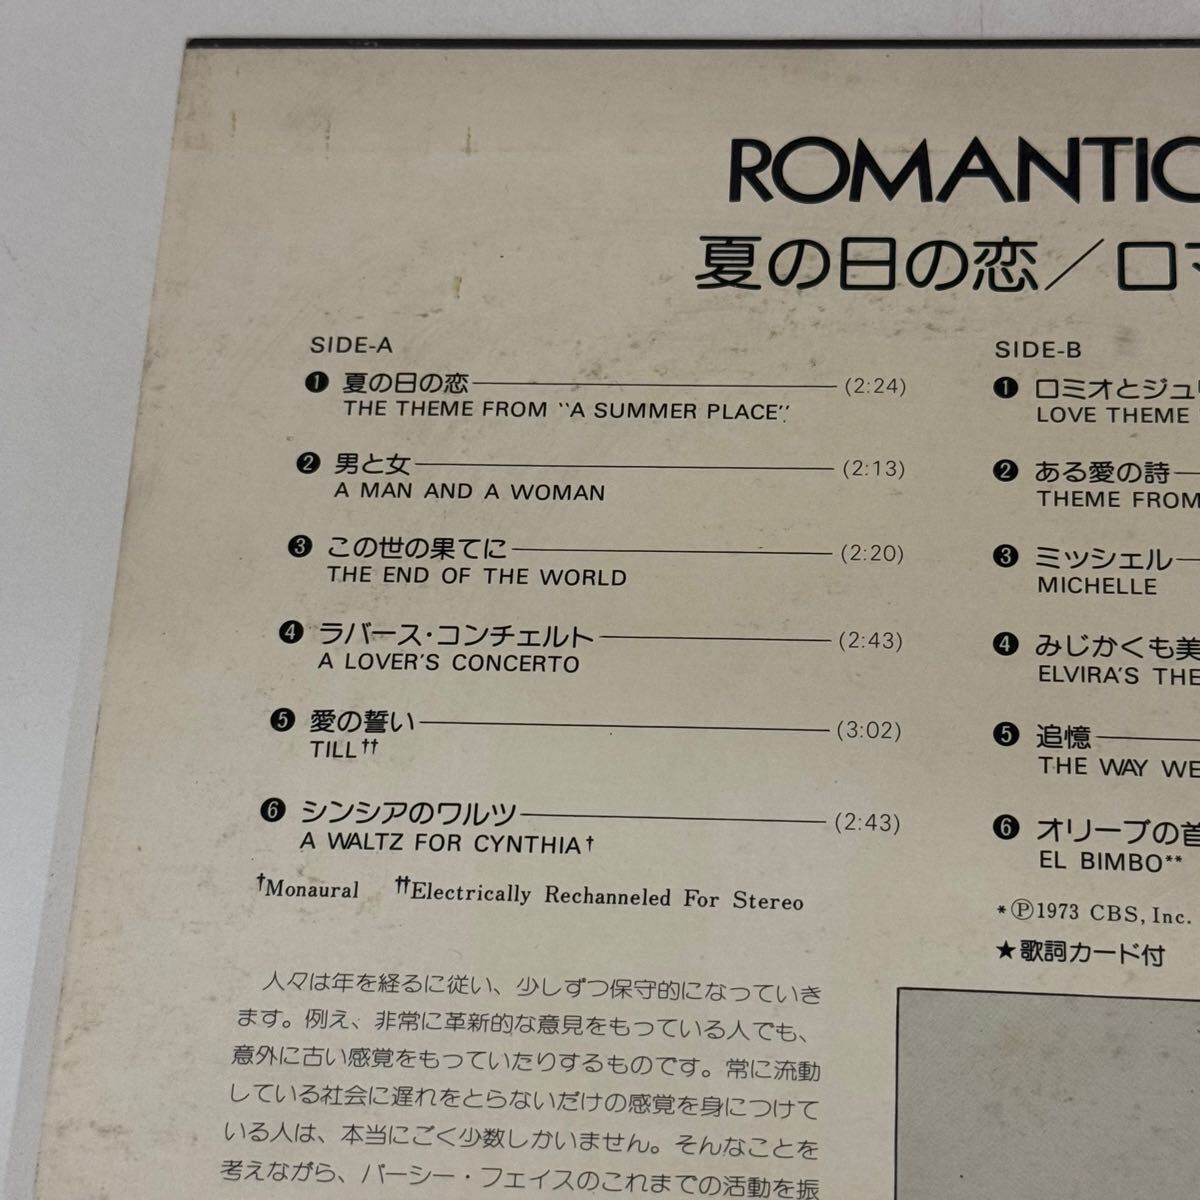 ROMANTIC
夏の日の恋／ロマ
SIDE-A
❶ 夏の日の恋 (2:24)
THE THEME FROM "A SUMMER PLACE"
❷ 男と女 (2:13)
A MAN AND A WOMAN
❸ この世の果てに (2:20)
THE END OF THE WORLD
❹ ラバース・コンチェルト (2:43)
A LOVER'S CONCERTO
❺ 愛の誓い (3:02)
TILL††
❻ シンシアのワルツ (2:43)
A WALTZ FOR CYNTHIA†
†Monaural ††Electrically Rechanneled For Stereo
SIDE-B
❶ ロミオとジュリ
LOVE THEME
❷ ある愛の詩
THEME FROM
❸ ミッシェル
MICHELLE
❹ みじかくも美
ELVIRA'S THE
❺ 追憶
THE WAY WE
❻ オリーブの首
EL BIMBO**
*Ⓟ1973 CBS, Inc.
★歌詞カード付
人々は年を経るに従い、少しずつ保守的になっていき
ます。例え、非常に革新的な意見をもっている人でも、
意外に古い感覚をもっていたりするものです。常に流動
している社会に遅れをとらないだけの感覚を身につけて
いる人は、本当にごく少数しかいません。そんなことを
考えながら、パーシー・フェイスのこれまでの活動を振